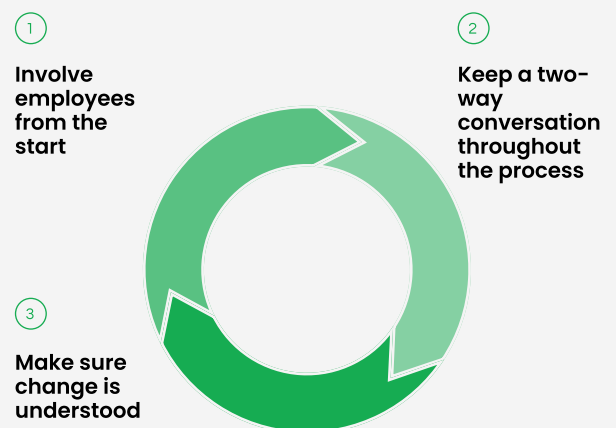 1
Involve
employees
from the
start
2
Keep a two-
way
conversation
throughout
the process
3
Make sure
change is
understood